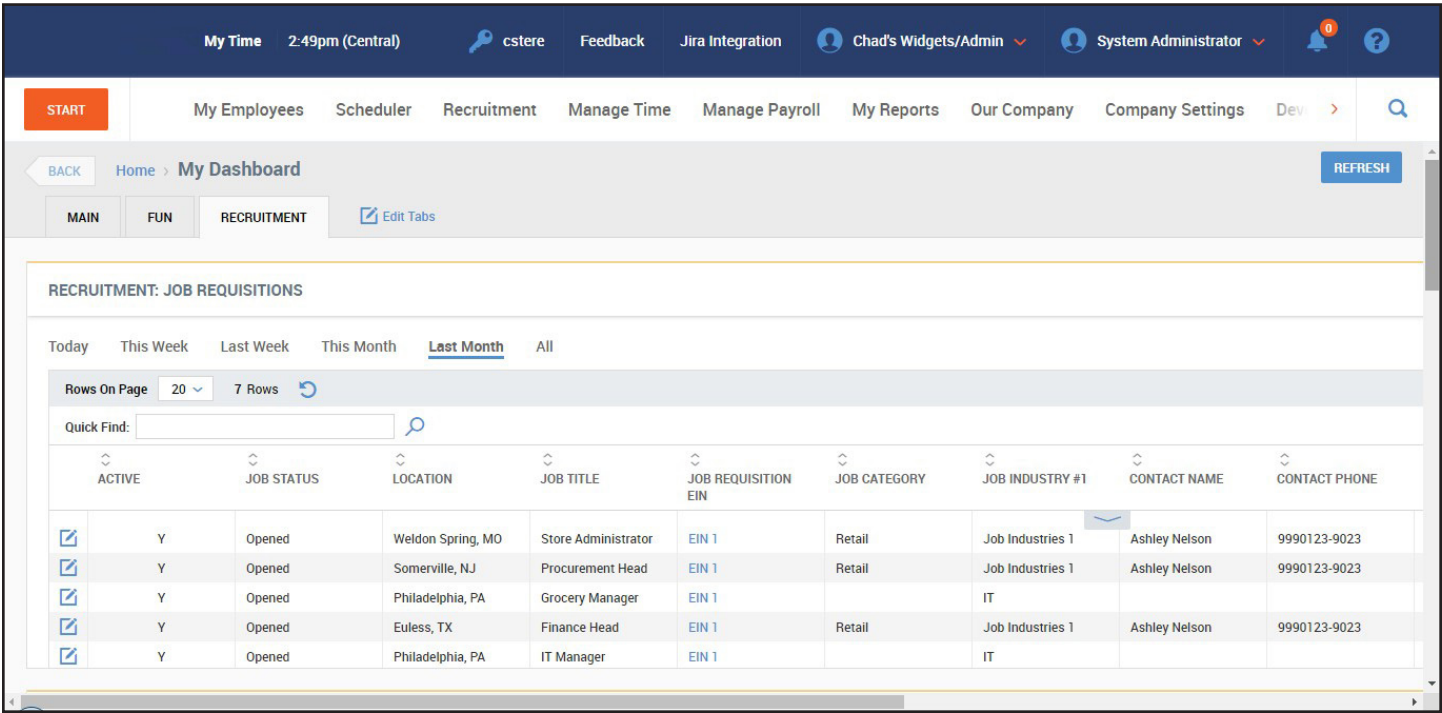 My Time 2:49pm (Central) cstere Feedback Jira Integration Chad's Widgets/Admin System Administrator 0 ?
START My Employees Scheduler Recruitment Manage Time Manage Payroll My Reports Our Company Company Settings Dev
BACK Home › My Dashboard REFRESH
MAIN FUN RECRUITMENT Edit Tabs
RECRUITMENT: JOB REQUISITIONS
Today This Week Last Week This Month Last Month All
Rows On Page 20 7 Rows
Quick Find:
ACTIVE JOB STATUS LOCATION JOB TITLE JOB REQUISITION EIN JOB CATEGORY JOB INDUSTRY #1 CONTACT NAME CONTACT PHONE
Y Opened Weldon Spring, MO Store Administrator EIN 1 Retail Job Industries 1 Ashley Nelson 9990123-9023
Y Opened Somerville, NJ Procurement Head EIN 1 Retail Job Industries 1 Ashley Nelson 9990123-9023
Y Opened Philadelphia, PA Grocery Manager EIN 1 IT
Y Opened Euless, TX Finance Head EIN 1 Retail Job Industries 1 Ashley Nelson 9990123-9023
Y Opened Philadelphia, PA IT Manager EIN 1 IT